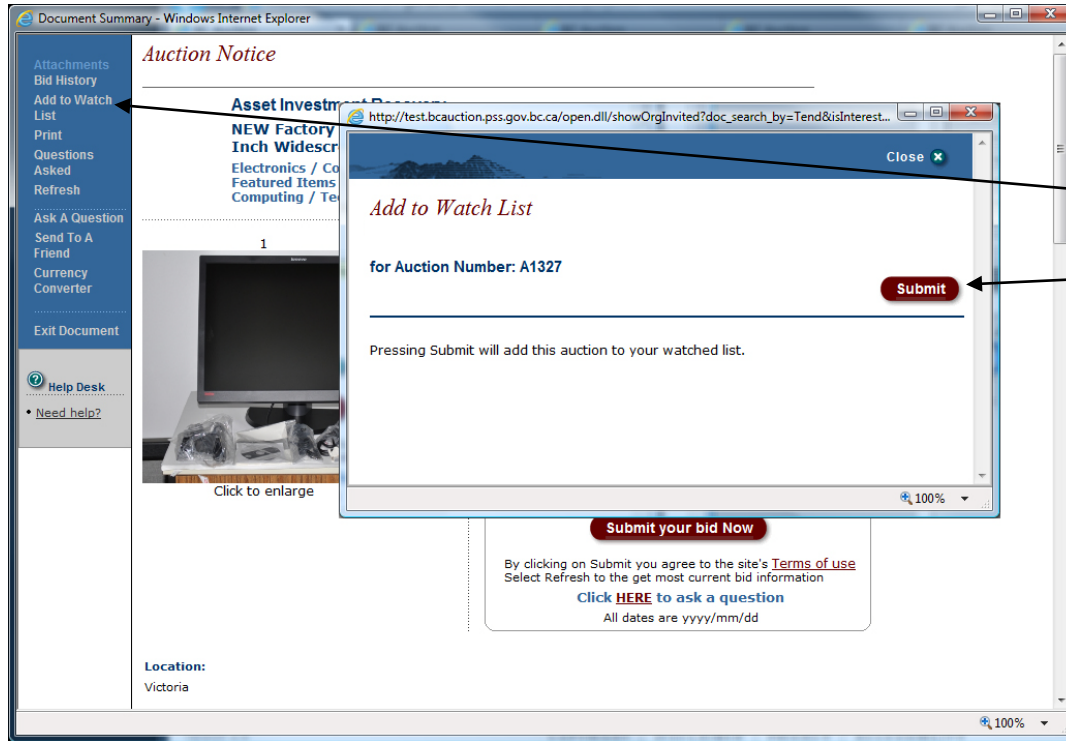 Document Summary - Windows Internet Explorer
Attachments
Bid History
Add to Watch
List
Print
Questions
Asked
Refresh
Ask A Question
Send To A
Friend
Currency
Converter
Exit Document
Help Desk
• Need help?
Auction Notice
Asset Investment Recovery
NEW Factory
Inch Widescr
Electronics / Co
Featured Items
Computing / Te
1
Click to enlarge
http://test.bcauction.pss.gov.bc.ca/open.dll/showOrgInvited?doc_search_by=Tend&isInterest...
Close
Add to Watch List
for Auction Number: A1327
Submit
Pressing Submit will add this auction to your watched list.
100%
Submit your bid Now
By clicking on Submit you agree to the site's Terms of use
Select Refresh to the get most current bid information
Click HERE to ask a question
All dates are yyyy/mm/dd
Location:
Victoria
100%